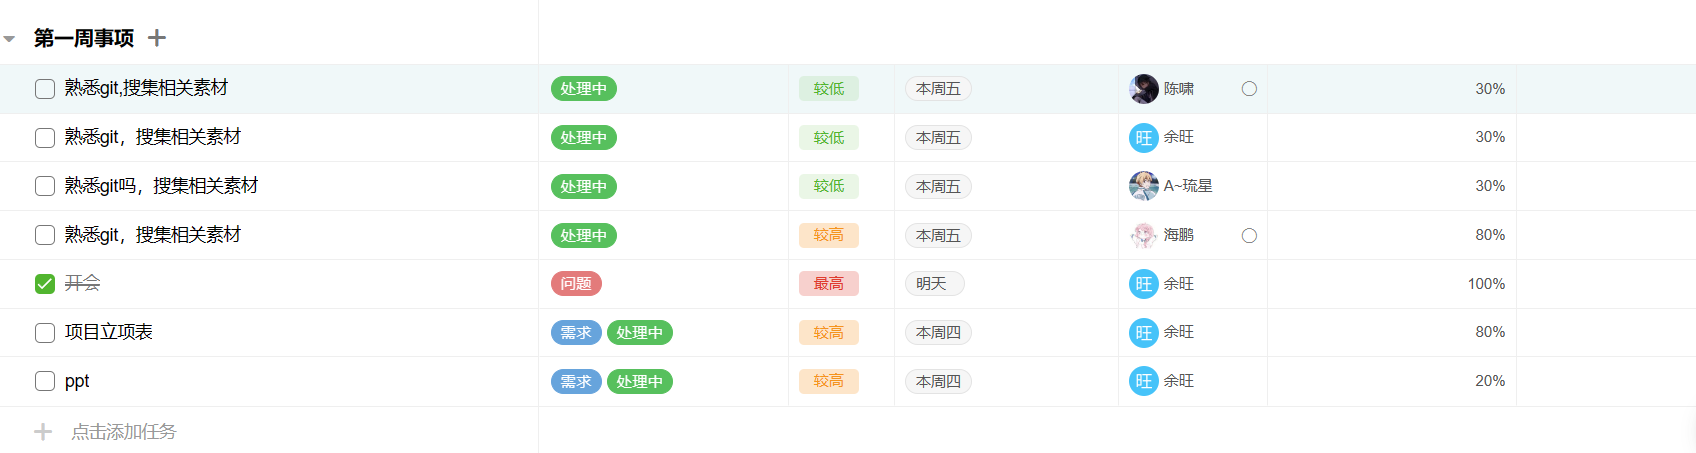 第一周事项
熟悉git,搜集相关素材 处理中 较低 本周五 陈啸 30%
熟悉git，搜集相关素材 处理中 较低 本周五 旺 余旺 30%
熟悉git吗，搜集相关素材 处理中 较低 本周五 A~琉星 30%
熟悉git，搜集相关素材 处理中 较高 本周五 海鹏 80%
开会 问题 最高 明天 旺 余旺 100%
项目立项表 需求 处理中 较高 本周四 旺 余旺 80%
ppt 需求 处理中 较高 本周四 旺 余旺 20%
点击添加任务